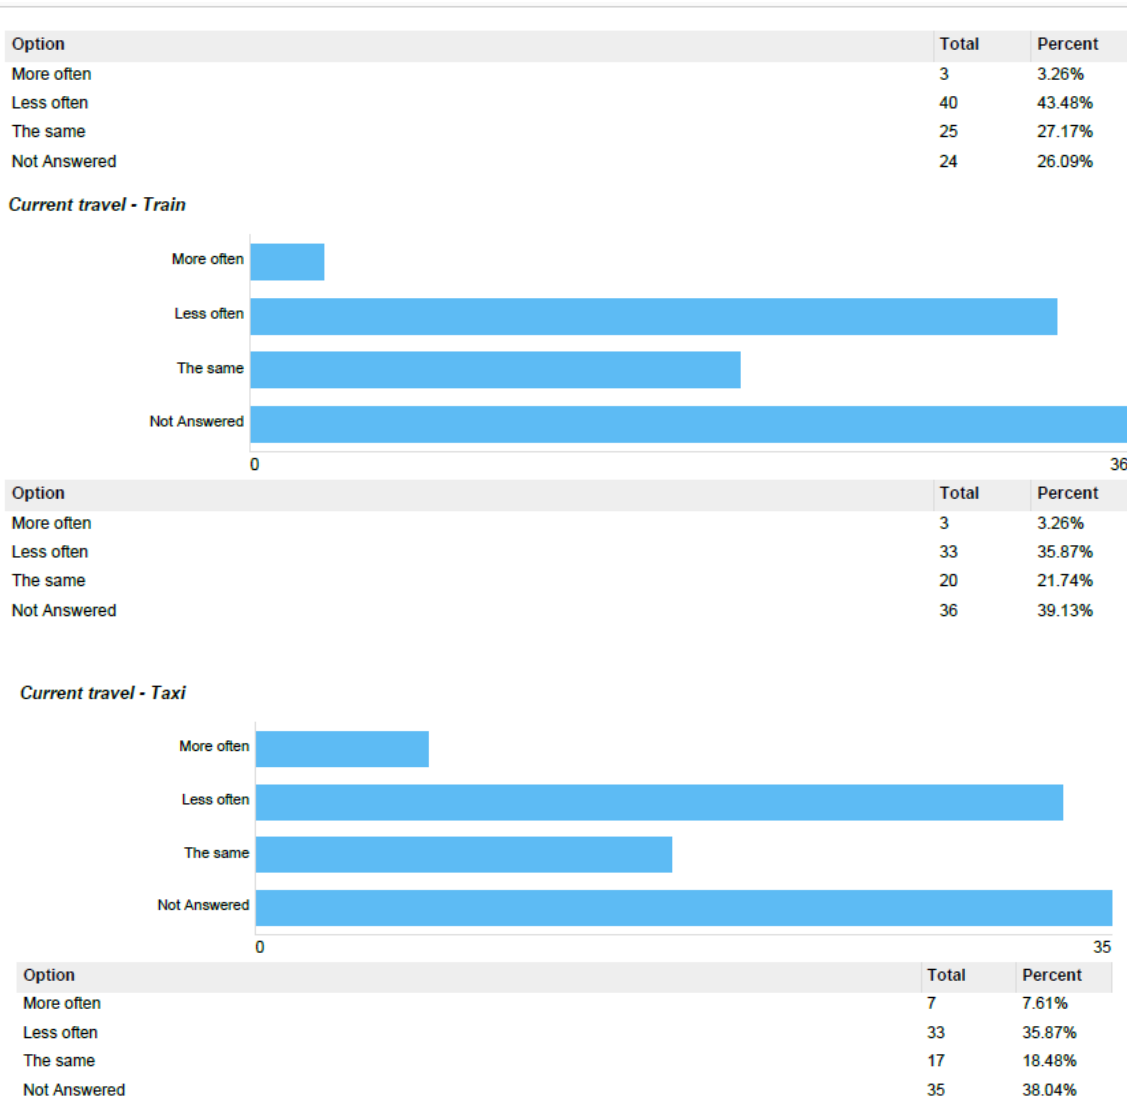 Option Total Percent
More often 3 3.26%
Less often 40 43.48%
The same 25 27.17%
Not Answered 24 26.09%
Current travel - Train
More often
Less often
The same
Not Answered
0 36
Option Total Percent
More often 3 3.26%
Less often 33 35.87%
The same 20 21.74%
Not Answered 36 39.13%
Current travel - Taxi
More often
Less often
The same
Not Answered
0 35
Option Total Percent
More often 7 7.61%
Less often 33 35.87%
The same 17 18.48%
Not Answered 35 38.04%